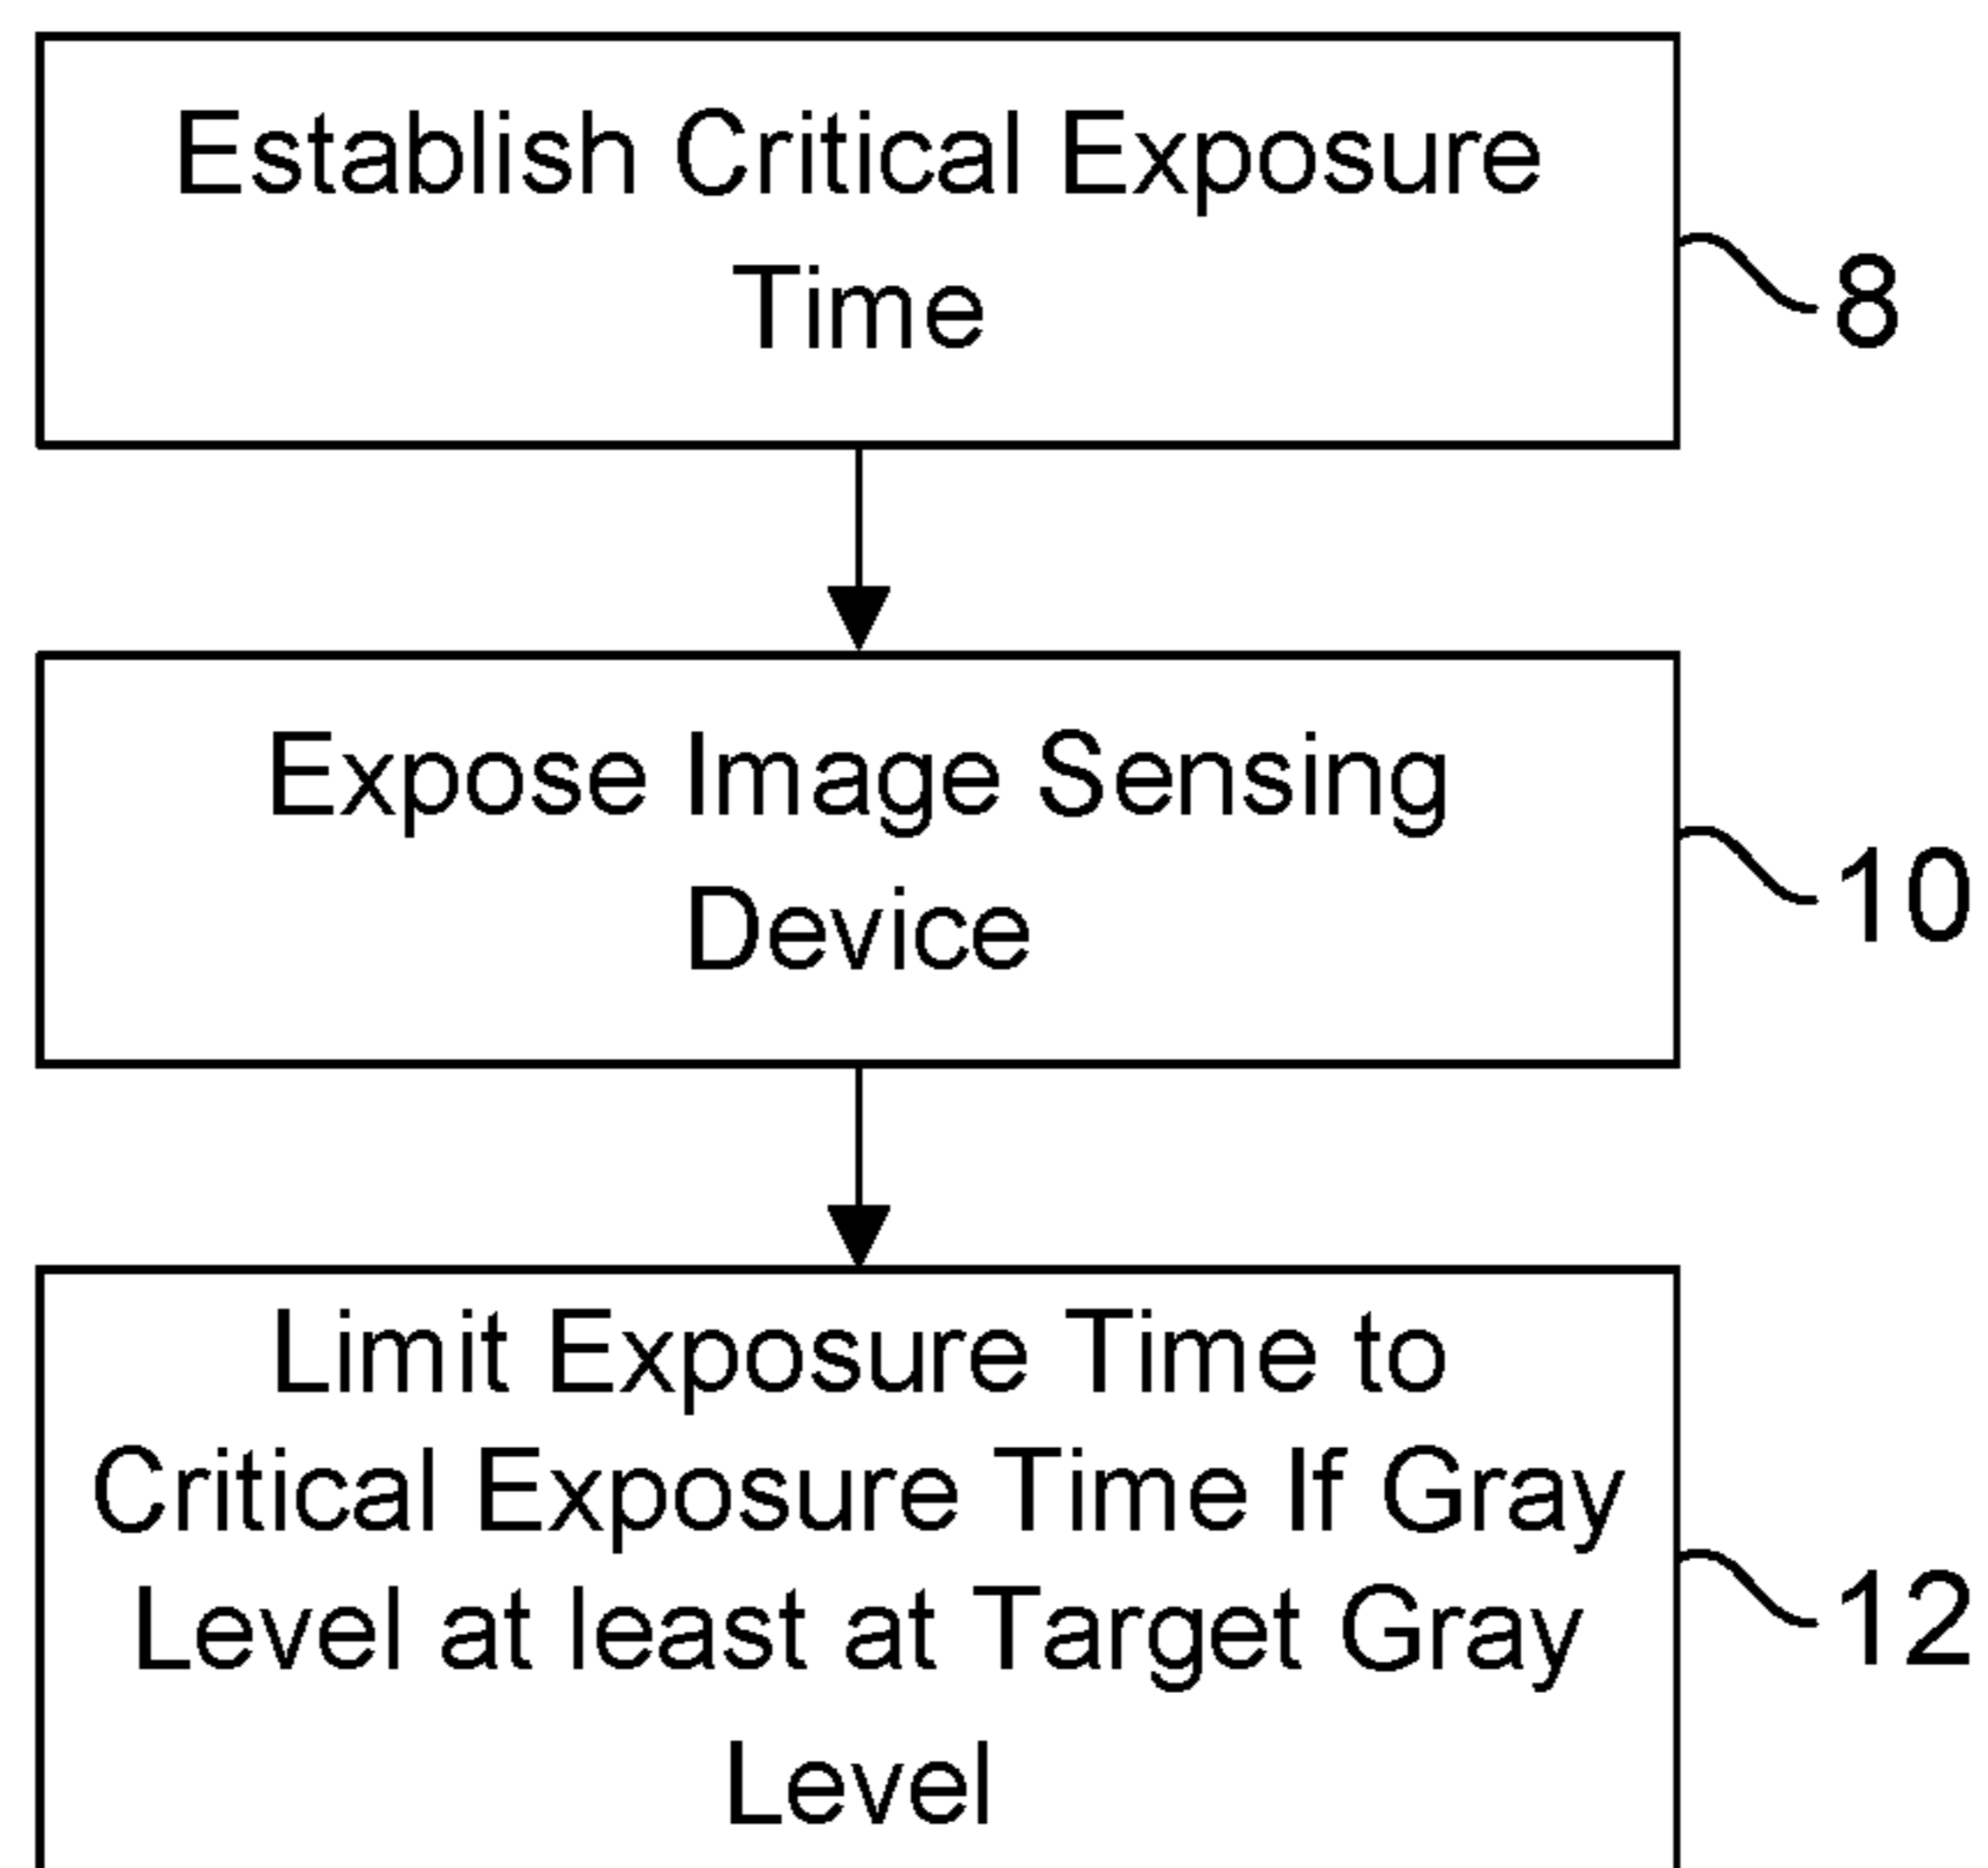 Establish Critical Exposure
Time
8
Expose Image Sensing
Device
10
Limit Exposure Time to
Critical Exposure Time If Gray
Level at least at Target Gray
Level
12